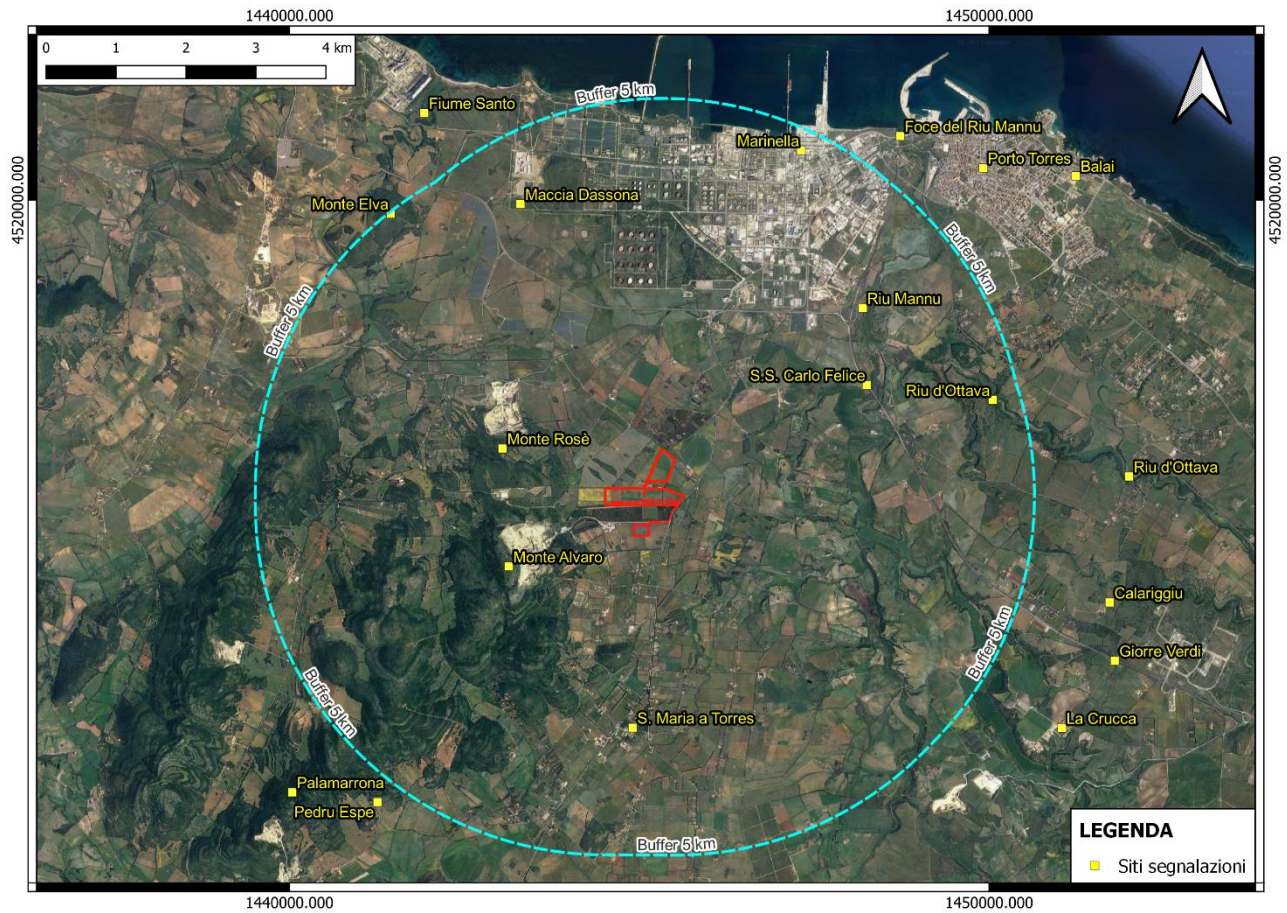 1440000.000
1450000.000
0 1 2 3 4 km
Buffer 5 km
Fiume Santo
Foce del Riu Mannu
Marinella
Porto Torres
Balai
Maccia Dassona
Monte Elva
4520000.000
4520000.000
Buffer 5 km
Buffer 5 km
Riu Mannu
S.S. Carlo Felice
Riu d'Ottava
Monte Rosè
Riu d'Ottava
Monte Alvaro
Calariggiu
Giorre Verdi
Buffer 5 km
Buffer 5 km
S. Maria a Torres
La Crucca
Palamarrona
Pedru Espe
Buffer 5 km
LEGENDA
Siti segnalazioni
1440000.000
1450000.000